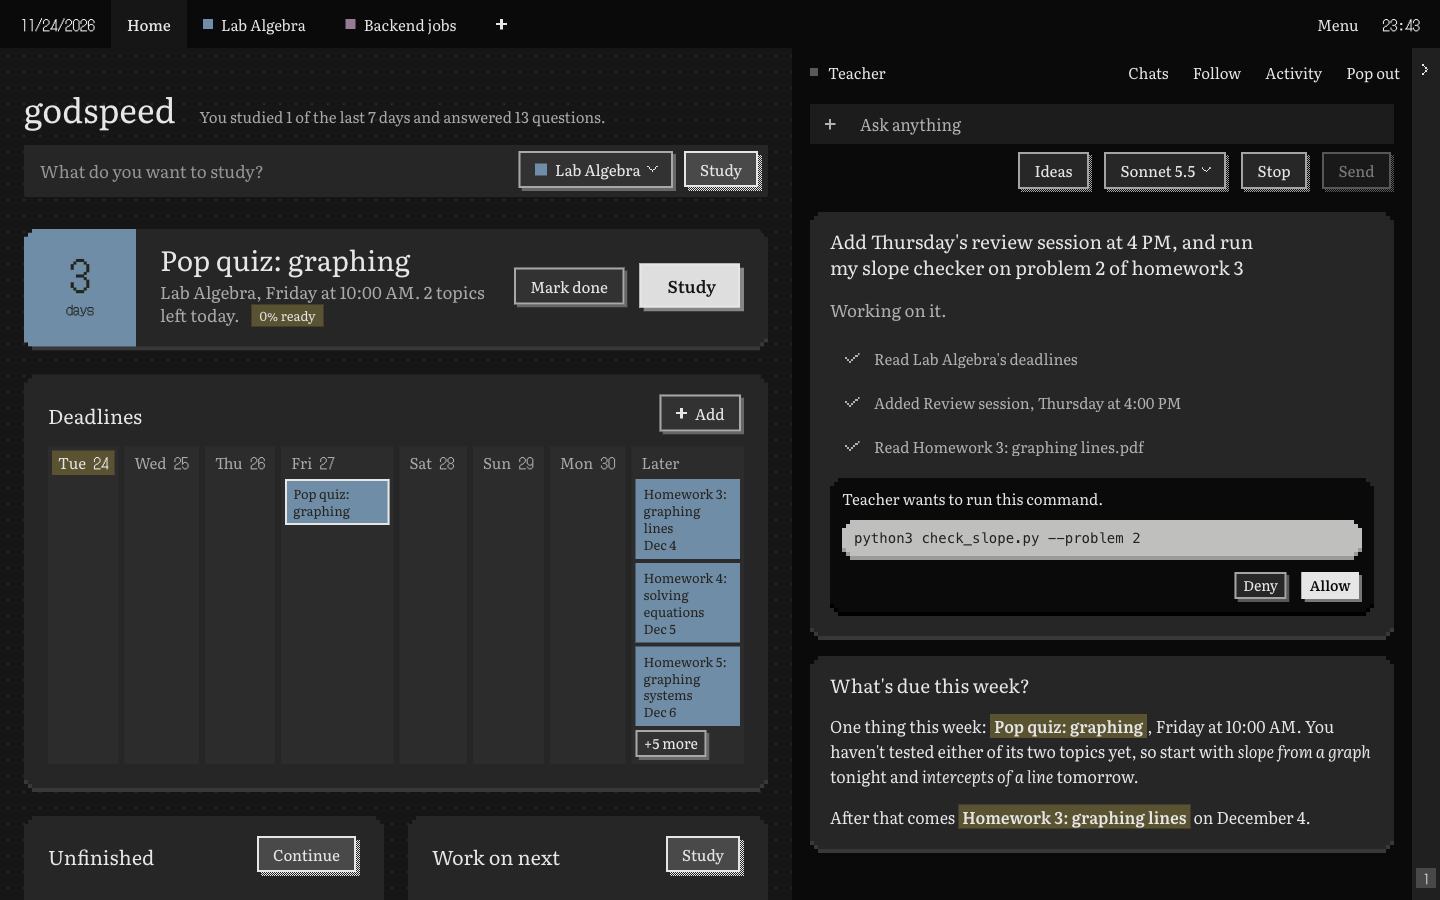 11/24/2026
Home
Lab Algebra
Backend jobs
+
Menu
23:43
godspeed
You studied 1 of the last 7 days and answered 13 questions.
What do you want to study?
Lab Algebra
Study
3
days
Pop quiz: graphing
Lab Algebra, Friday at 10:00 AM. 2 topics
left today.
0% ready
Mark done
Study
Deadlines
+ Add
Tue 24
Wed 25
Thu 26
Fri 27
Sat 28
Sun 29
Mon 30
Later
Pop quiz:
graphing
Homework 3:
graphing
lines
Dec 4
Homework 4:
solving
equations
Dec 5
Homework 5:
graphing
systems
Dec 6
+5 more
Unfinished
Continue
Work on next
Study
Teacher
Chats
Follow
Activity
Pop out
+ Ask anything
Ideas
Sonnet 5.5
Stop
Send
Add Thursday's review session at 4 PM, and run
my slope checker on problem 2 of homework 3
Working on it.
Read Lab Algebra's deadlines
Added Review session, Thursday at 4:00 PM
Read Homework 3: graphing lines.pdf
Teacher wants to run this command.
python3 check_slope.py --problem 2
Deny
Allow
What's due this week?
One thing this week: Pop quiz: graphing, Friday at 10:00 AM. You
haven't tested either of its two topics yet, so start with slope from a graph
tonight and intercepts of a line tomorrow.
After that comes Homework 3: graphing lines on December 4.
1